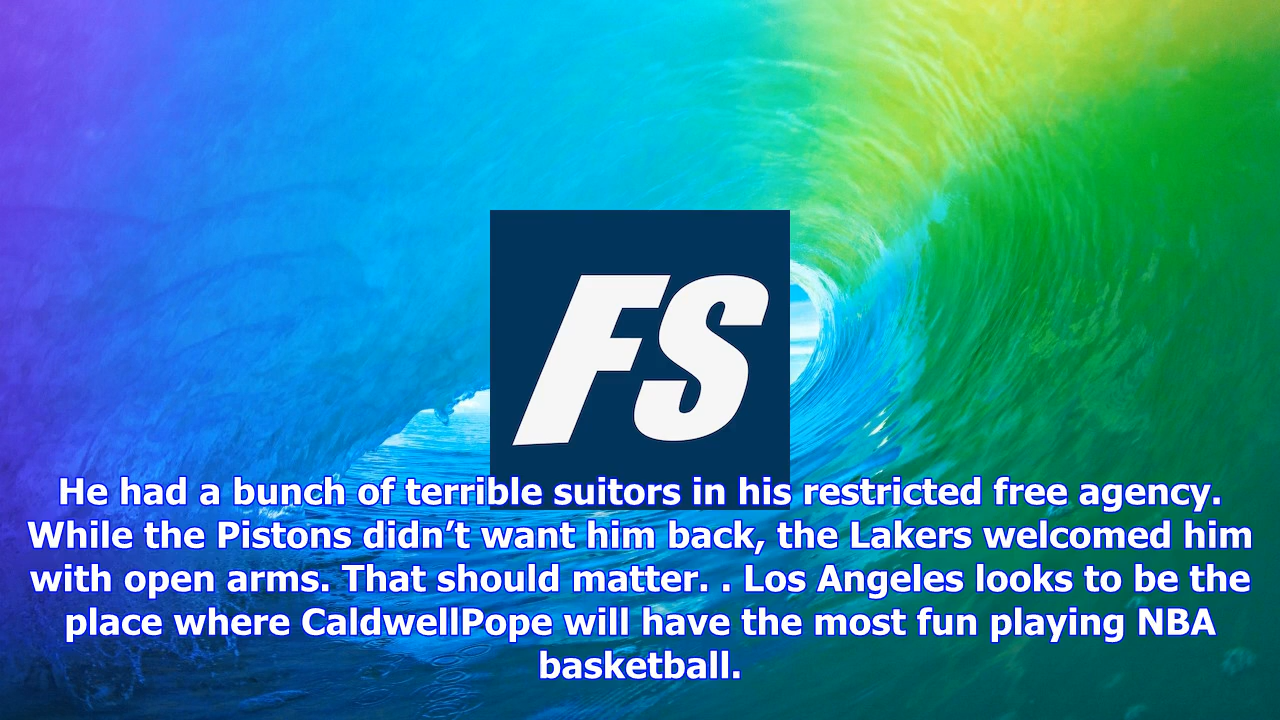 FS
He had a bunch of terrible suitors in his restricted free agency.
While the Pistons didn’t want him back, the Lakers welcomed him
with open arms. That should matter. . Los Angeles looks to be the
place where CaldwellPope will have the most fun playing NBA
basketball.